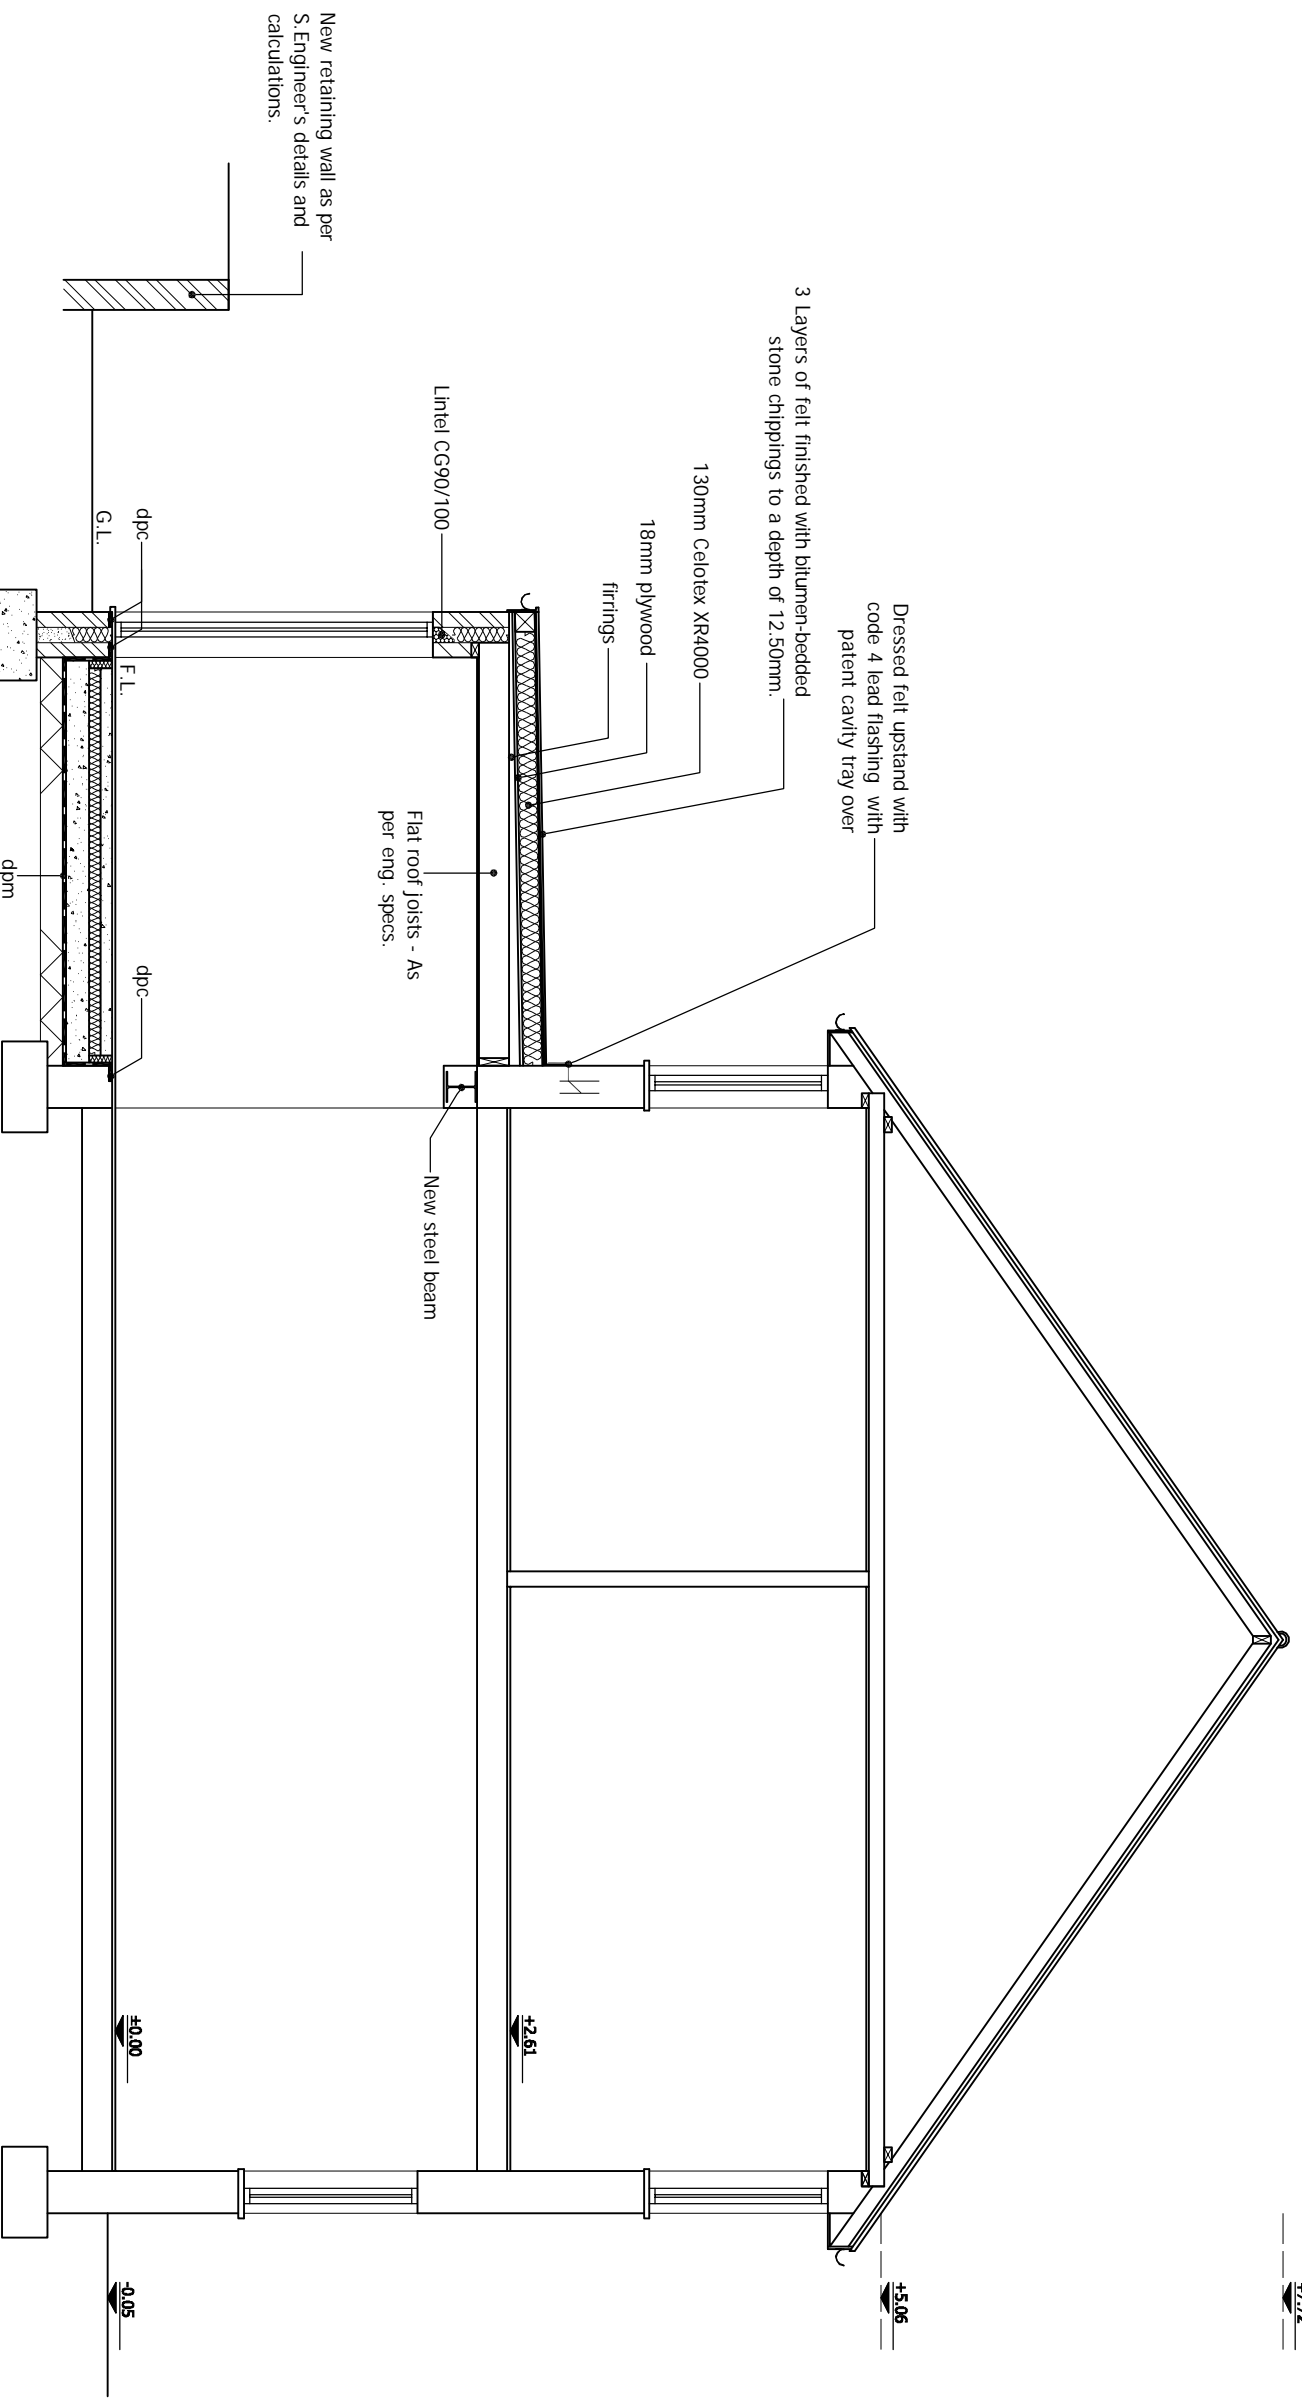 +7.72
Dressed felt upstand with
code 4 lead flashing with
patent cavity tray over
+5.06
3 Layers of felt finished with bitumen-bedded
stone chippings to a depth of 12.50mm.
130mm Celotex XR4000
18mm plywood
firrings
+2.61
Lintel CG90/100
New steel beam
Flat roof joists - As
per eng. specs.
New retaining wall as per
S.Engineer's details and
calculations.
dpc
dpc
±0.00
F.L.
-0.05
G.L.
dpm